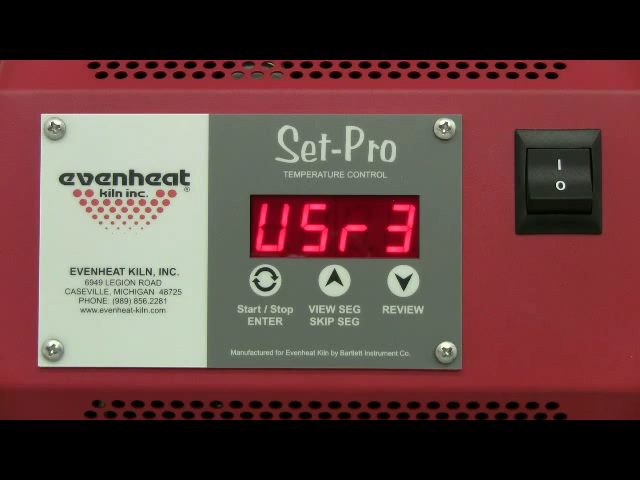 evenheat®
kiln inc.
EVENHEAT KILN, INC.
6949 LEGION ROAD
CASEVILLE, MICHIGAN 48725
PHONE: (989) 856.2281
www.evenheat-kiln.com
Set-Pro
TEMPERATURE CONTROL
USr3
Start / Stop
ENTER
VIEW SEG
SKIP SEG
REVIEW
Manufactured for Evenheat Kiln by Bartlett Instrument Co.
I
O